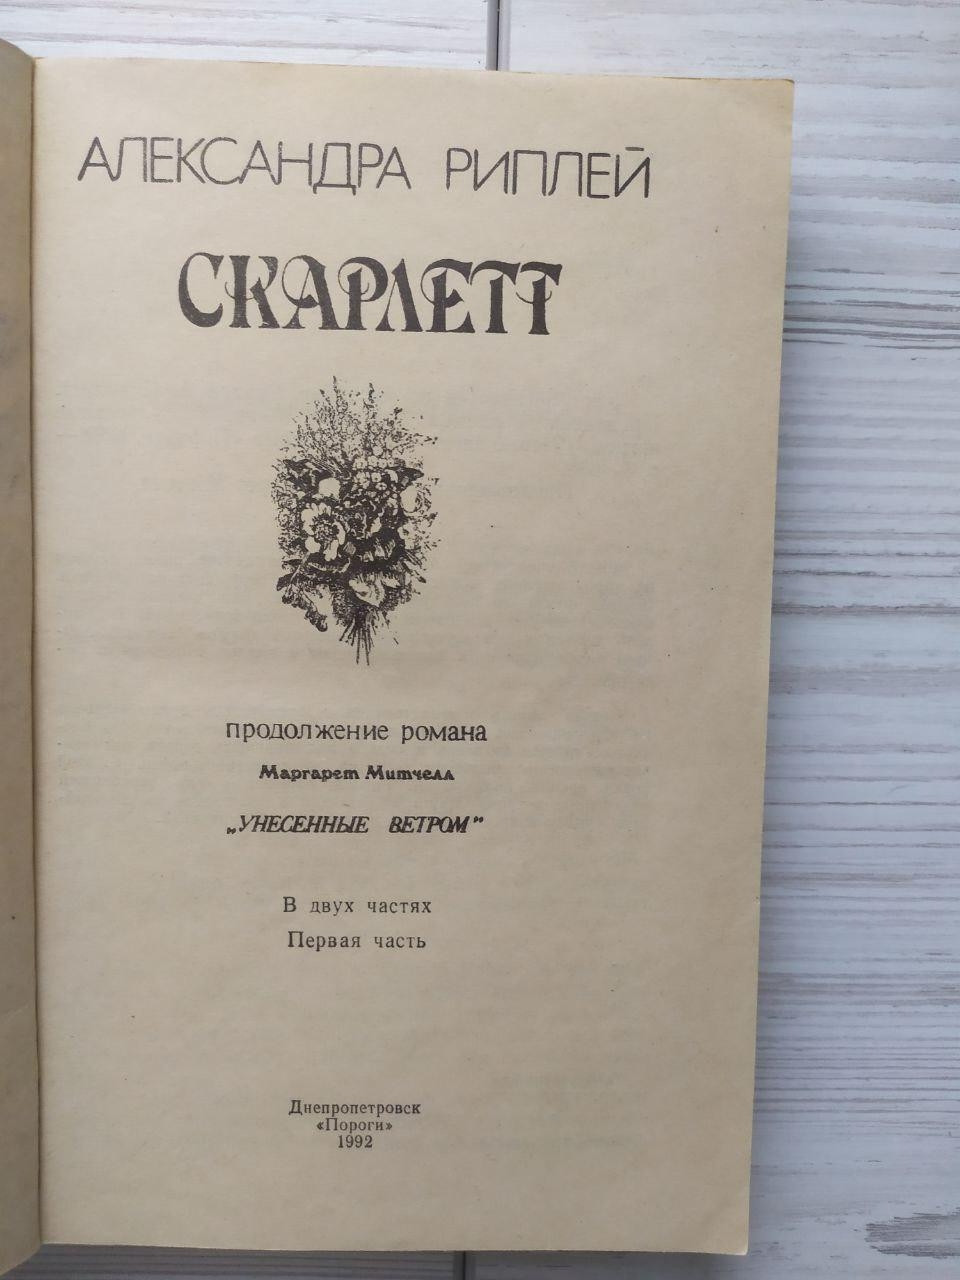 АЛЕКСАНДРА РИПЛЕЙ
СКАРЛЕТТ
продолжение романа
Маргарет Митчелл
„УНЕСЕННЫЕ ВЕТРОМ”
В двух частях
Первая часть
Днепропетровск
«Пороги»
1992